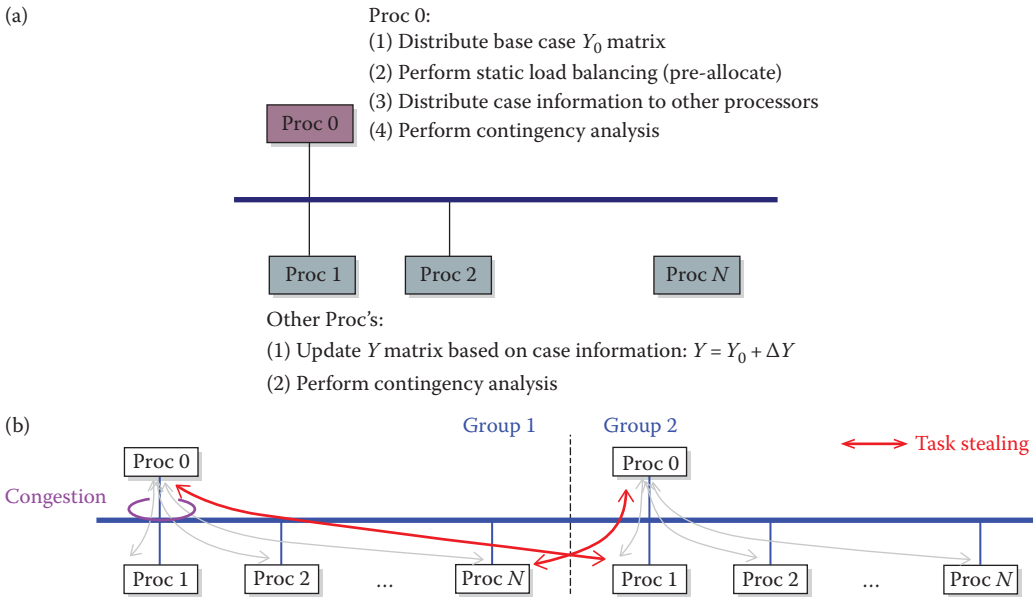 (a)
Proc 0:
(1) Distribute base case Y₀ matrix
(2) Perform static load balancing (pre-allocate)
(3) Distribute case information to other processors
(4) Perform contingency analysis
Proc 0
Proc 1
Proc 2
Proc N
Other Proc's:
(1) Update Y matrix based on case information: Y = Y₀ + ΔY
(2) Perform contingency analysis
(b)
Group 1
Group 2
Task stealing
Proc 0
Proc 0
Congestion
Proc 1
Proc 2
...
Proc N
Proc 1
Proc 2
...
Proc N